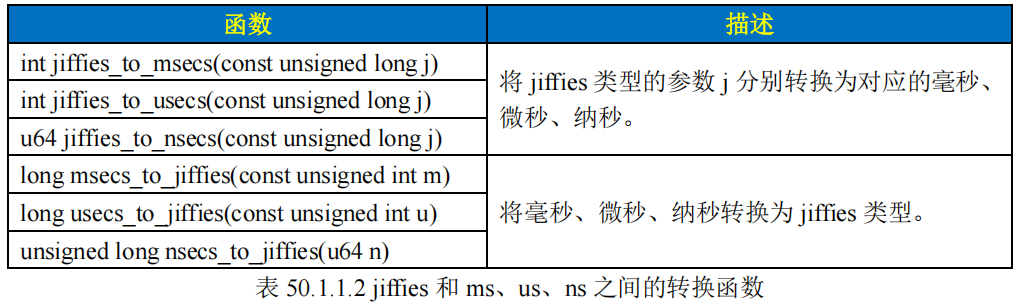 函数 描述
int jiffies_to_msecs(const unsigned long j)
int jiffies_to_usecs(const unsigned long j)
u64 jiffies_to_nsecs(const unsigned long j)
将 jiffies 类型的参数 j 分别转换为对应的毫秒、
微秒、纳秒。
long msecs_to_jiffies(const unsigned int m)
long usecs_to_jiffies(const unsigned int u)
unsigned long nsecs_to_jiffies(u64 n)
将毫秒、微秒、纳秒转换为 jiffies 类型。
表 50.1.1.2 jiffies 和 ms、us、ns 之间的转换函数